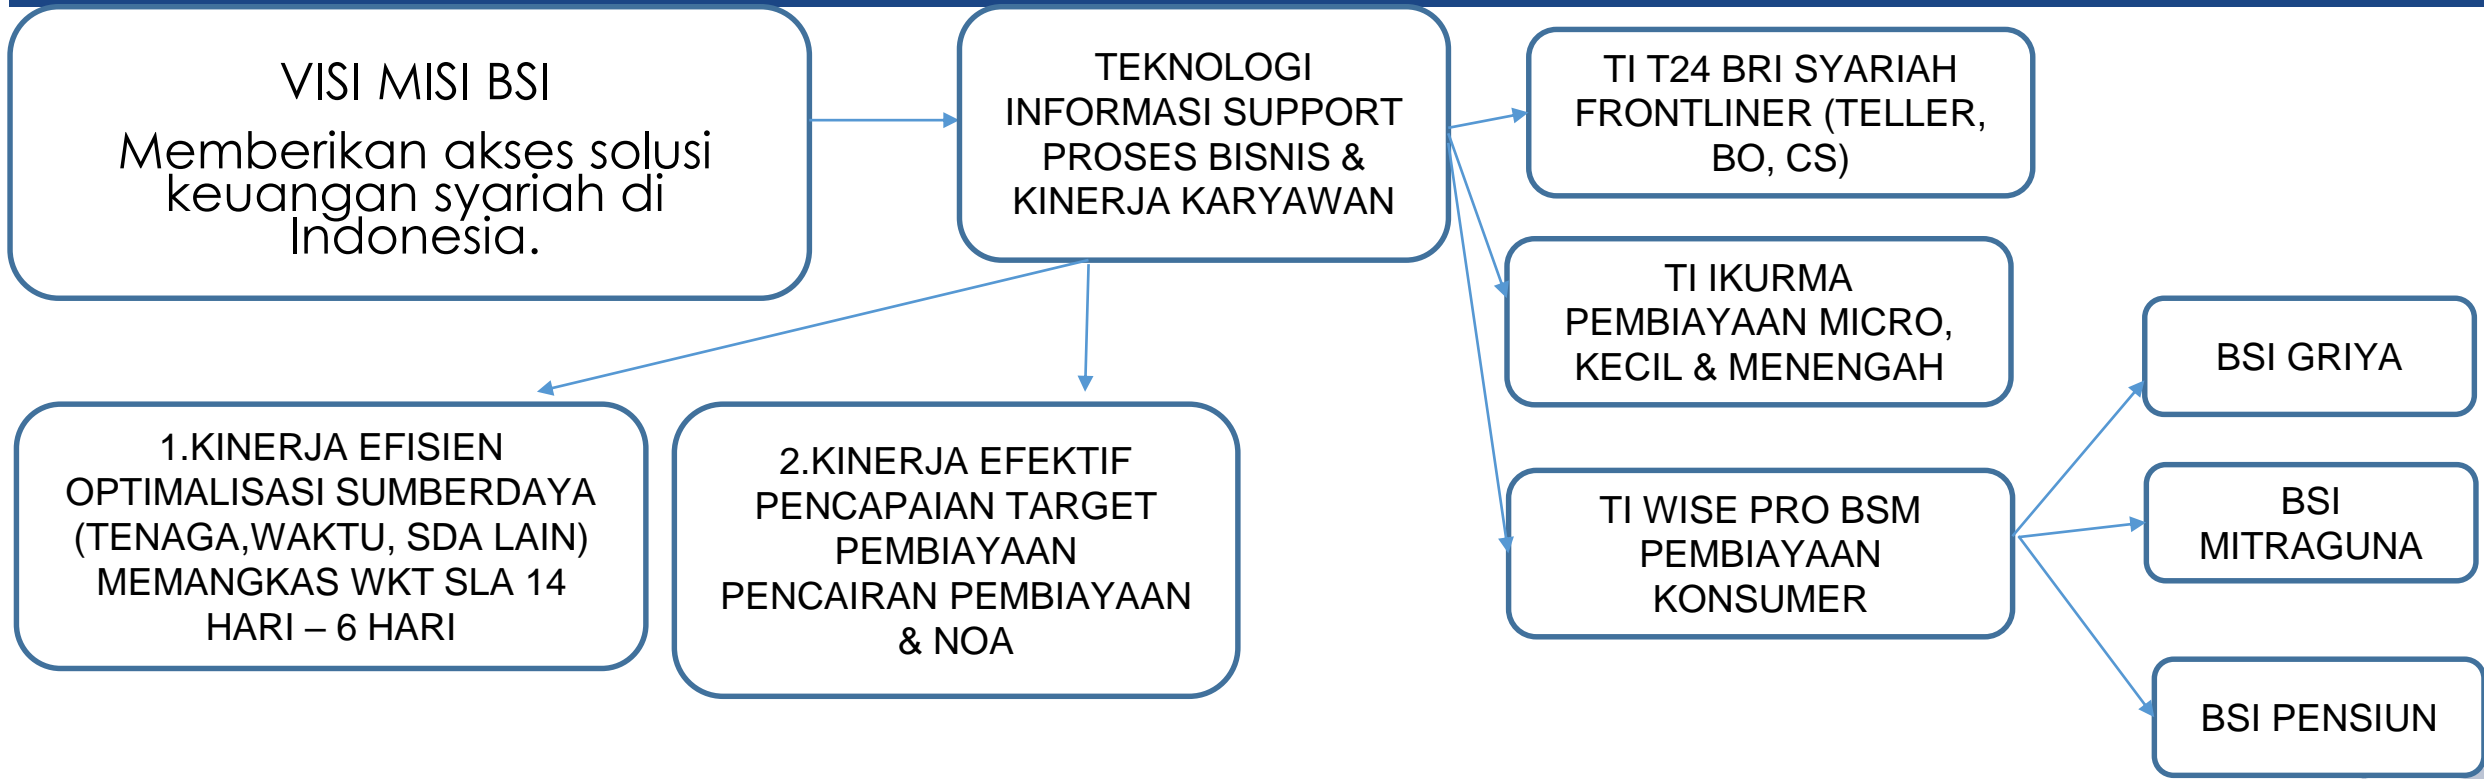 VISI MISI BSI
Memberikan akses solusi
keuangan syariah di
Indonesia.
TEKNOLOGI
INFORMASI SUPPORT
PROSES BISNIS &
KINERJA KARYAWAN
TI T24 BRI SYARIAH
FRONTLINER (TELLER,
BO, CS)
TI IKURMA
PEMBIAYAAN MICRO,
KECIL & MENENGAH
TI WISE PRO BSM
PEMBIAYAAN
KONSUMER
BSI GRIYA
BSI
MITRAGUNA
BSI PENSIUN
1.KINERJA EFISIEN
OPTIMALISASI SUMBERDAYA
(TENAGA,WAKTU, SDA LAIN)
MEMANGKAS WKT SLA 14
HARI – 6 HARI
2.KINERJA EFEKTIF
PENCAPAIAN TARGET
PEMBIAYAAN
PENCAIRAN PEMBIAYAAN
& NOA